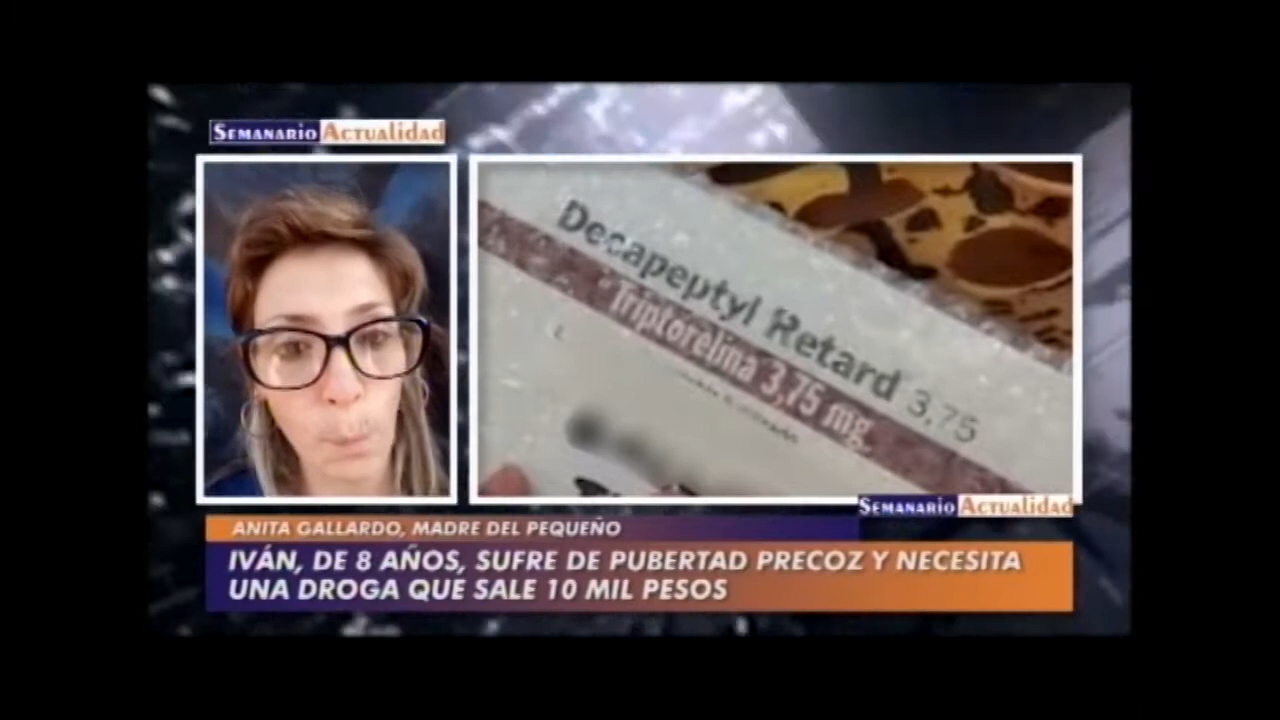 SEMANARIO ACTUALIDAD
Decapeptyl Retard 3,75
Triptorelina 3,75 mg.
SEMANARIO ACTUALIDAD
ANITA GALLARDO, MADRE DEL PEQUEÑO
IVÁN, DE 8 AÑOS, SUFRE DE PUBERTAD PRECOZ Y NECESITA
UNA DROGA QUE SALE 10 MIL PESOS